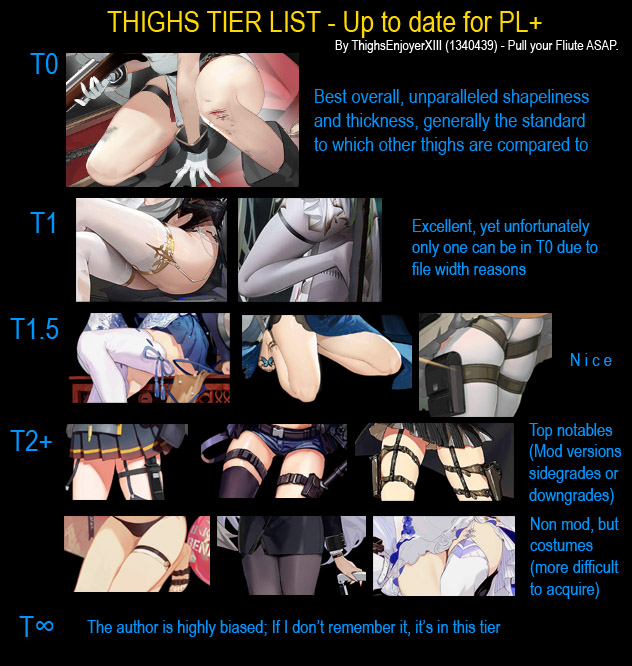 THIGHS TIER LIST - Up to date for PL+
By ThighsEnjoyerXIII (1340439) - Pull your Fliute ASAP.
T0
Best overall, unparalleled shapeliness
and thickness, generally the standard
to which other thighs are compared to
T1
Excellent, yet unfortunately
only one can be in T0 due to
file width reasons
T1.5
N i c e
T2+
Top notables
(Mod versions
sidegrades or
downgrades)
Non mod, but
costumes
(more difficult
to acquire)
T∞
The author is highly biased; If I don't remember it, it's in this tier